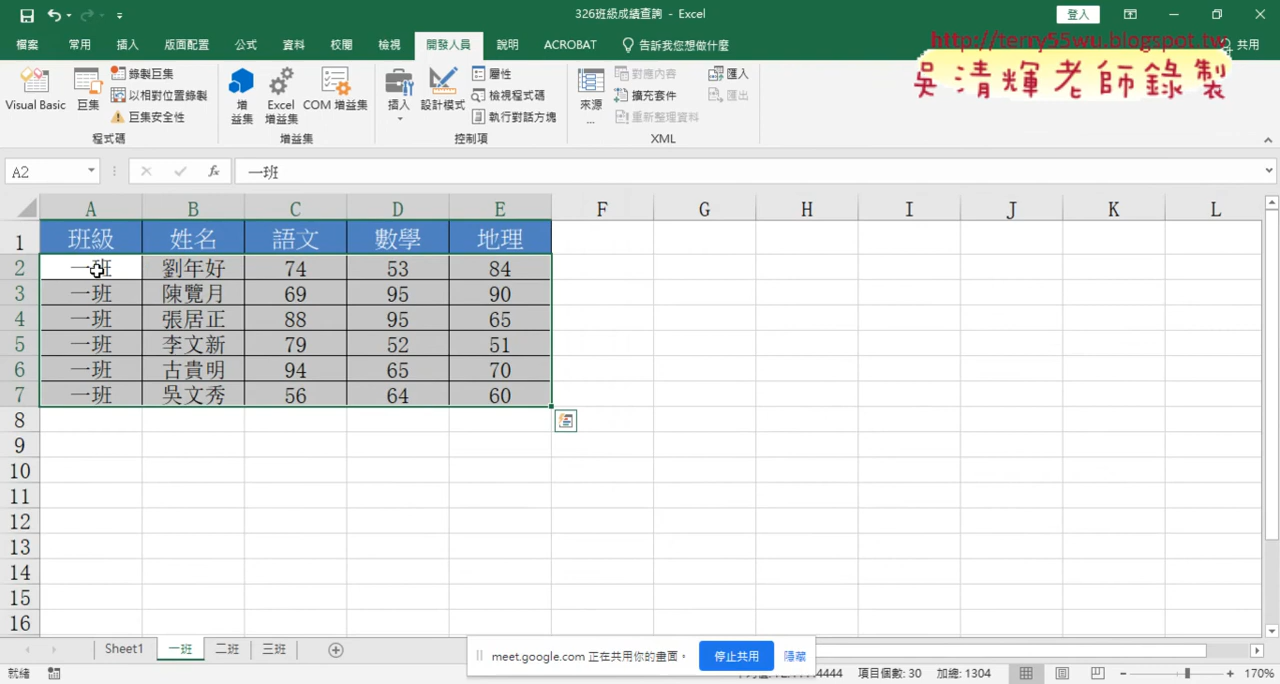 326班級成績查詢 - Excel
登入
檔案 常用 插入 版面配置 公式 資料 校閱 檢視 開發人員 說明 ACROBAT 告訴我您想做什麼 共用
http://terry55wu.blogspot.tw
吳清輝老師錄製
Visual Basic 巨集 錄製巨集 以相對位置錄製 巨集安全性 程式碼
增益集 Excel 增益集 COM 增益集 增益集
插入 設計模式 屬性 檢視程式碼 執行對話方塊 控制項
來源... 對應內容 擴充套件 重新整理資料 匯入 匯出 XML
A2 fx 一班
A B C D E F G H I J K L
1 班級 姓名 語文 數學 地理
2 一班 劉年好 74 53 84
3 一班 陳覽月 69 95 90
4 一班 張居正 88 95 65
5 一班 李文新 79 52 51
6 一班 古貴明 94 65 70
7 一班 吳文秀 56 64 60
8
9
10
11
12
13
14
15
16
Sheet1 一班 二班 三班
meet.google.com 正在共用你的畫面。 停止共用 隱藏
就緒 4444 項目個數: 30 加總: 1304 170%